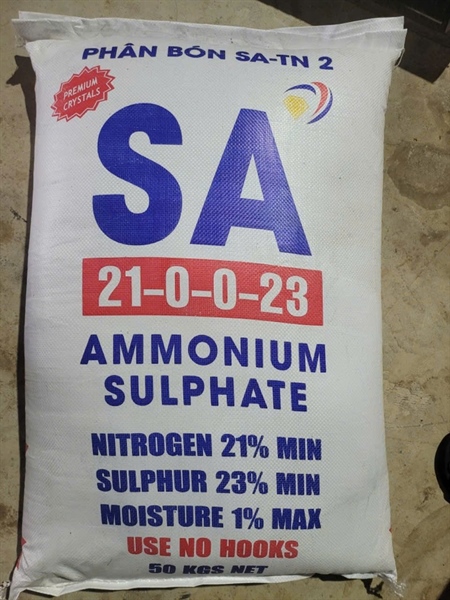 PHÂN BÓN SA-TN 2
PREMIUM
CRYSTALS
SA
21-0-0-23
AMMONIUM
SULPHATE
NITROGEN 21% MIN
SULPHUR 23% MIN
MOISTURE 1% MAX
USE NO HOOKS
50 KGS NET